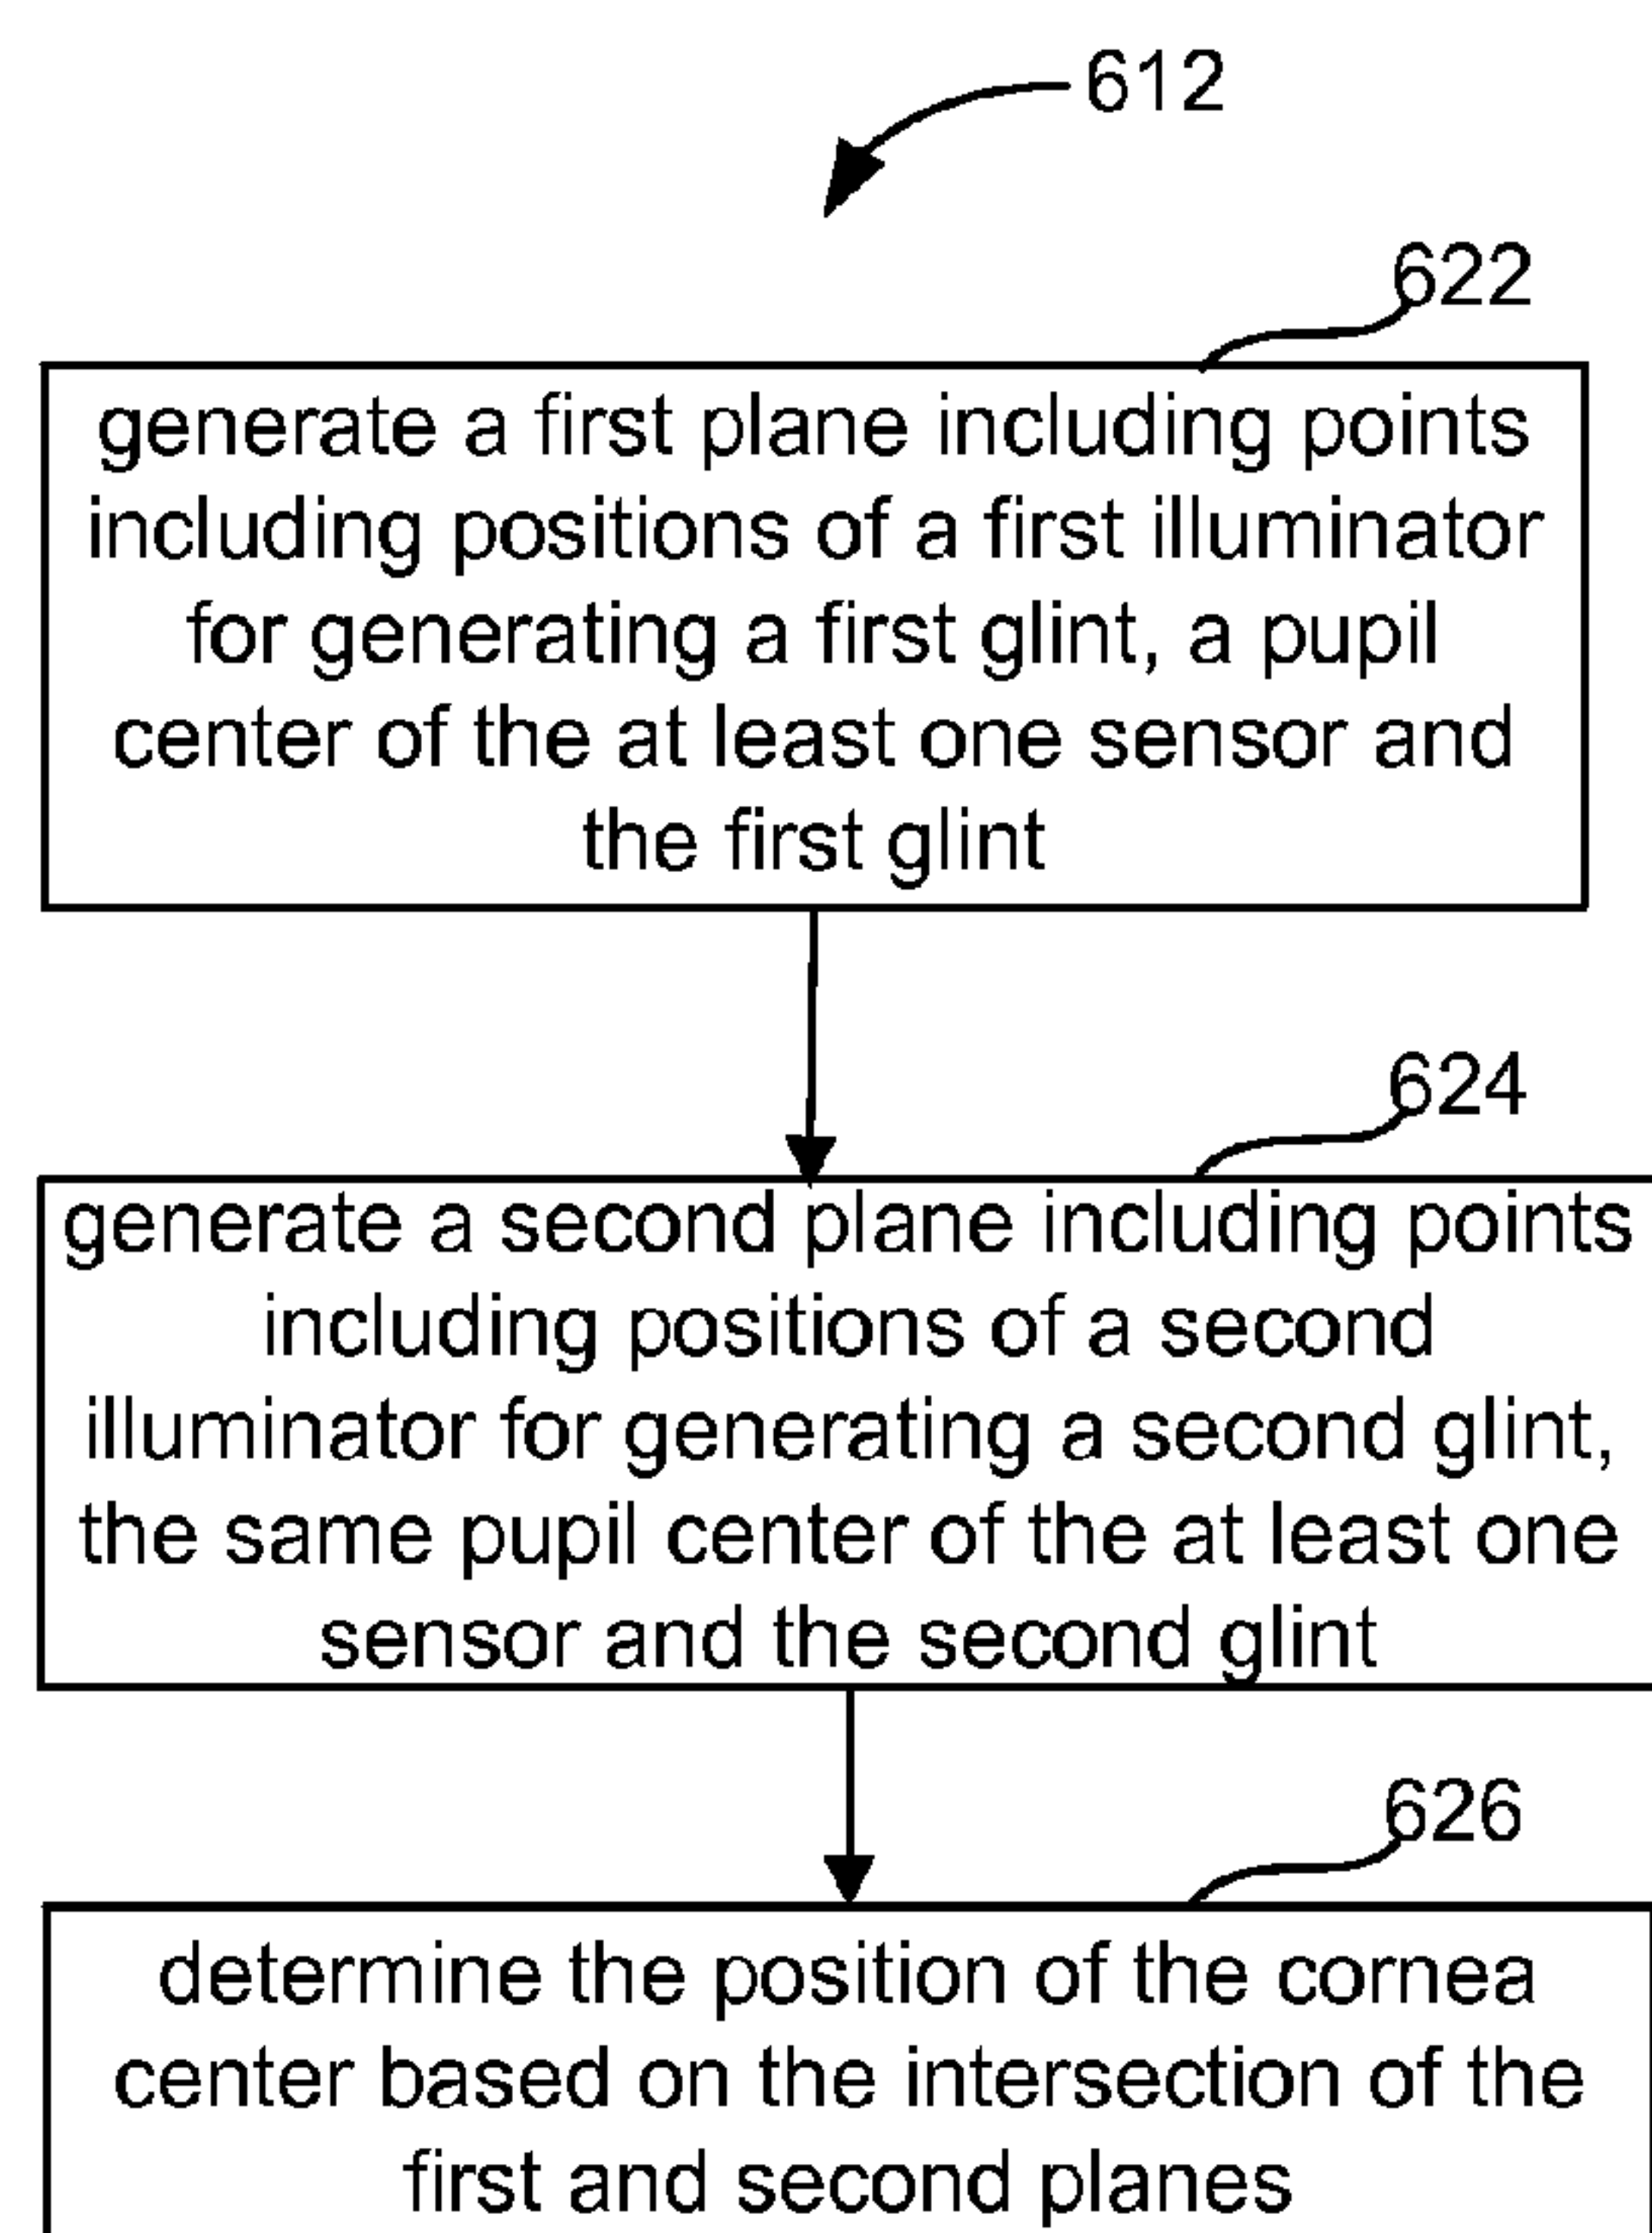 612
622
generate a first plane including points
including positions of a first illuminator
for generating a first glint, a pupil
center of the at least one sensor and
the first glint
624
generate a second plane including points
including positions of a second
illuminator for generating a second glint,
the same pupil center of the at least one
sensor and the second glint
626
determine the position of the cornea
center based on the intersection of the
first and second planes